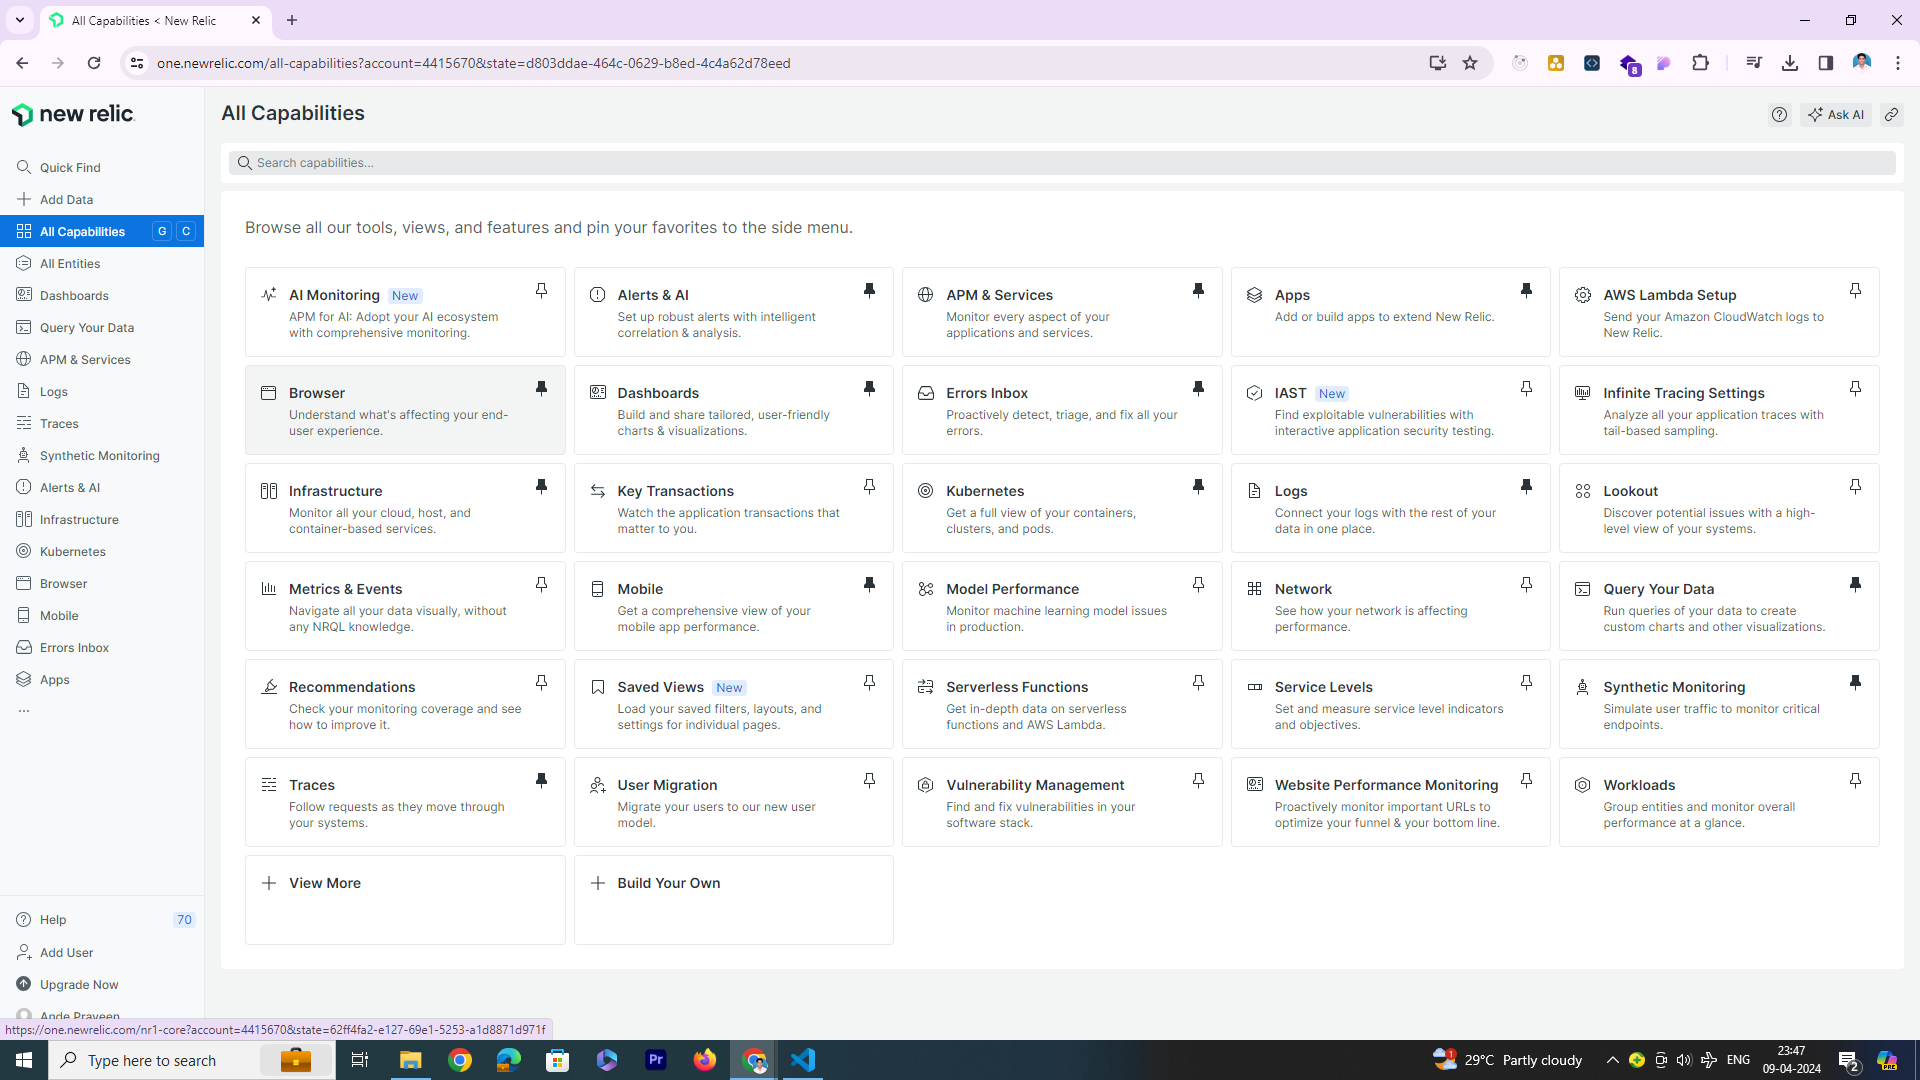 All Capabilities < New Relic
one.newrelic.com/all-capabilities?account=4415670&state=d803ddae-464c-0629-b8ed-4c4a62d78eed
8
new relic
Quick Find
Add Data
All Capabilities G C
All Entities
Dashboards
Query Your Data
APM & Services
Logs
Traces
Synthetic Monitoring
Alerts & AI
Infrastructure
Kubernetes
Browser
Mobile
Errors Inbox
Apps
...
Help 70
Add User
Upgrade Now
Ande Praveen
https://one.newrelic.com/nr1-core?account=4415670&state=62ff4fa2-e127-69e1-5253-a1d8871d971f
All Capabilities
Ask AI
Search capabilities...
Browse all our tools, views, and features and pin your favorites to the side menu.
AI Monitoring New
APM for AI: Adopt your AI ecosystem
with comprehensive monitoring.
Alerts & AI
Set up robust alerts with intelligent
correlation & analysis.
APM & Services
Monitor every aspect of your
applications and services.
Apps
Add or build apps to extend New Relic.
AWS Lambda Setup
Send your Amazon CloudWatch logs to
New Relic.
Browser
Understand what's affecting your end-
user experience.
Dashboards
Build and share tailored, user-friendly
charts & visualizations.
Errors Inbox
Proactively detect, triage, and fix all your
errors.
IAST New
Find exploitable vulnerabilities with
interactive application security testing.
Infinite Tracing Settings
Analyze all your application traces with
tail-based sampling.
Infrastructure
Monitor all your cloud, host, and
container-based services.
Key Transactions
Watch the application transactions that
matter to you.
Kubernetes
Get a full view of your containers,
clusters, and pods.
Logs
Connect your logs with the rest of your
data in one place.
Lookout
Discover potential issues with a high-
level view of your systems.
Metrics & Events
Navigate all your data visually, without
any NRQL knowledge.
Mobile
Get a comprehensive view of your
mobile app performance.
Model Performance
Monitor machine learning model issues
in production.
Network
See how your network is affecting
performance.
Query Your Data
Run queries of your data to create
custom charts and other visualizations.
Recommendations
Check your monitoring coverage and see
how to improve it.
Saved Views New
Load your saved filters, layouts, and
settings for individual pages.
Serverless Functions
Get in-depth data on serverless
functions and AWS Lambda.
Service Levels
Set and measure service level indicators
and objectives.
Synthetic Monitoring
Simulate user traffic to monitor critical
endpoints.
Traces
Follow requests as they move through
your systems.
User Migration
Migrate your users to our new user
model.
Vulnerability Management
Find and fix vulnerabilities in your
software stack.
Website Performance Monitoring
Proactively monitor important URLs to
optimize your funnel & your bottom line.
Workloads
Group entities and monitor overall
performance at a glance.
View More
Build Your Own
Type here to search
Pr
1
29°C Partly cloudy
ENG
23:47
09-04-2024
2
PRE